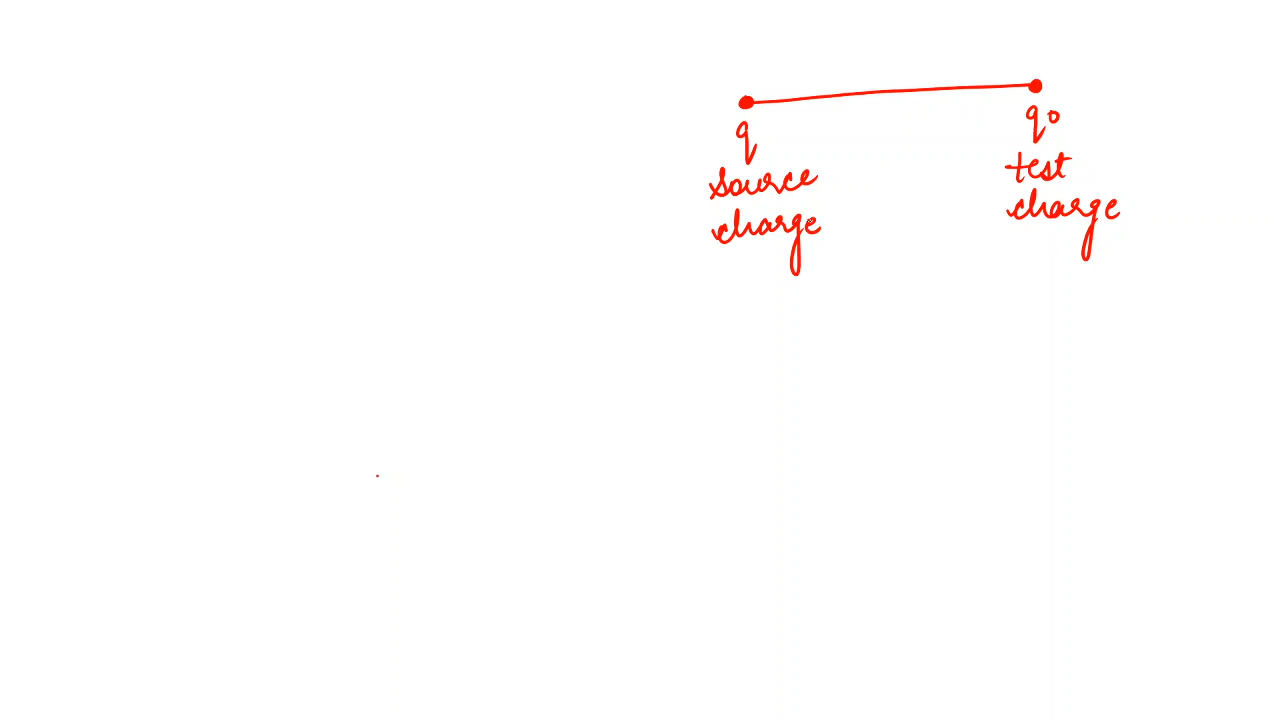 q
source
charge
q₀
test
charge